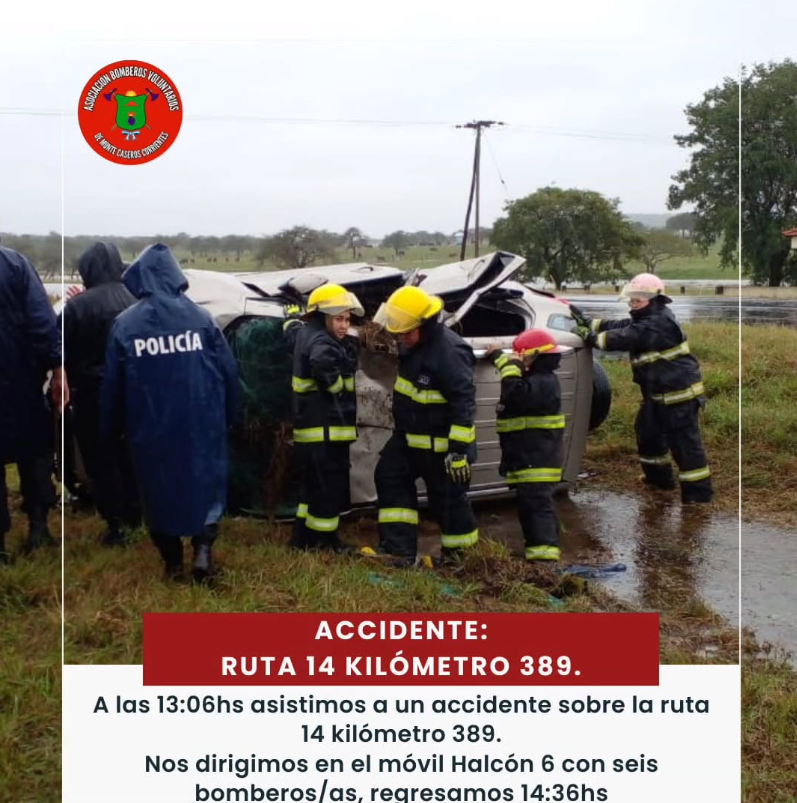 ASOCIACION BOMBEROS VOLUNTARIOS
DE MONTE CASEROS CORRIENTES
POLICÍA
ACCIDENTE:
RUTA 14 KILÓMETRO 389.
A las 13:06hs asistimos a un accidente sobre la ruta
14 kilómetro 389.
Nos dirigimos en el móvil Halcón 6 con seis
bomberos/as, regresamos 14:36hs